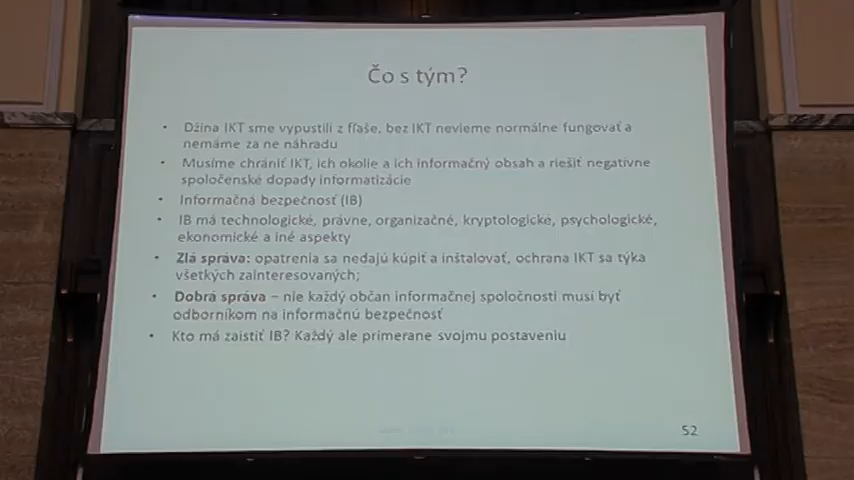 Čo s tým?
• Džina IKT sme vypustili z fľaše, bez IKT nevieme normálne fungovať a
nemáme za ne náhradu
• Musíme chrániť IKT, ich okolie a ich informačný obsah a riešiť negatívne
spoločenské dopady informatizácie
• Informačná bezpečnosť (IB)
• IB má technologické, právne, organizačné, kryptologické, psychologické,
ekonomické a iné aspekty
• Zlá správa: opatrenia sa nedajú kúpiť a inštalovať, ochrana IKT sa týka
všetkých zainteresovaných;
• Dobrá správa – nie každý občan informačnej spoločnosti musí byť
odborníkom na informačnú bezpečnosť
• Kto má zaistiť IB? Každý ale primerane svojmu postaveniu
52